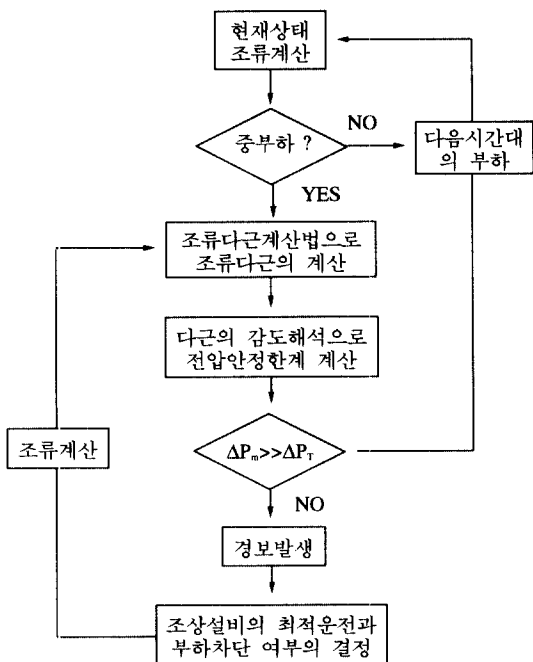 현재상태
조류계산
중부하 ?
NO
다음시간대
의 부하
YES
조류다근계산법으로
조류다근의 계산
다근의 감도해석으로
전압안정한계 계산
조류계산
ΔPm>>ΔPT
NO
경보발생
조상설비의 최적운전과
부하차단 여부의 결정